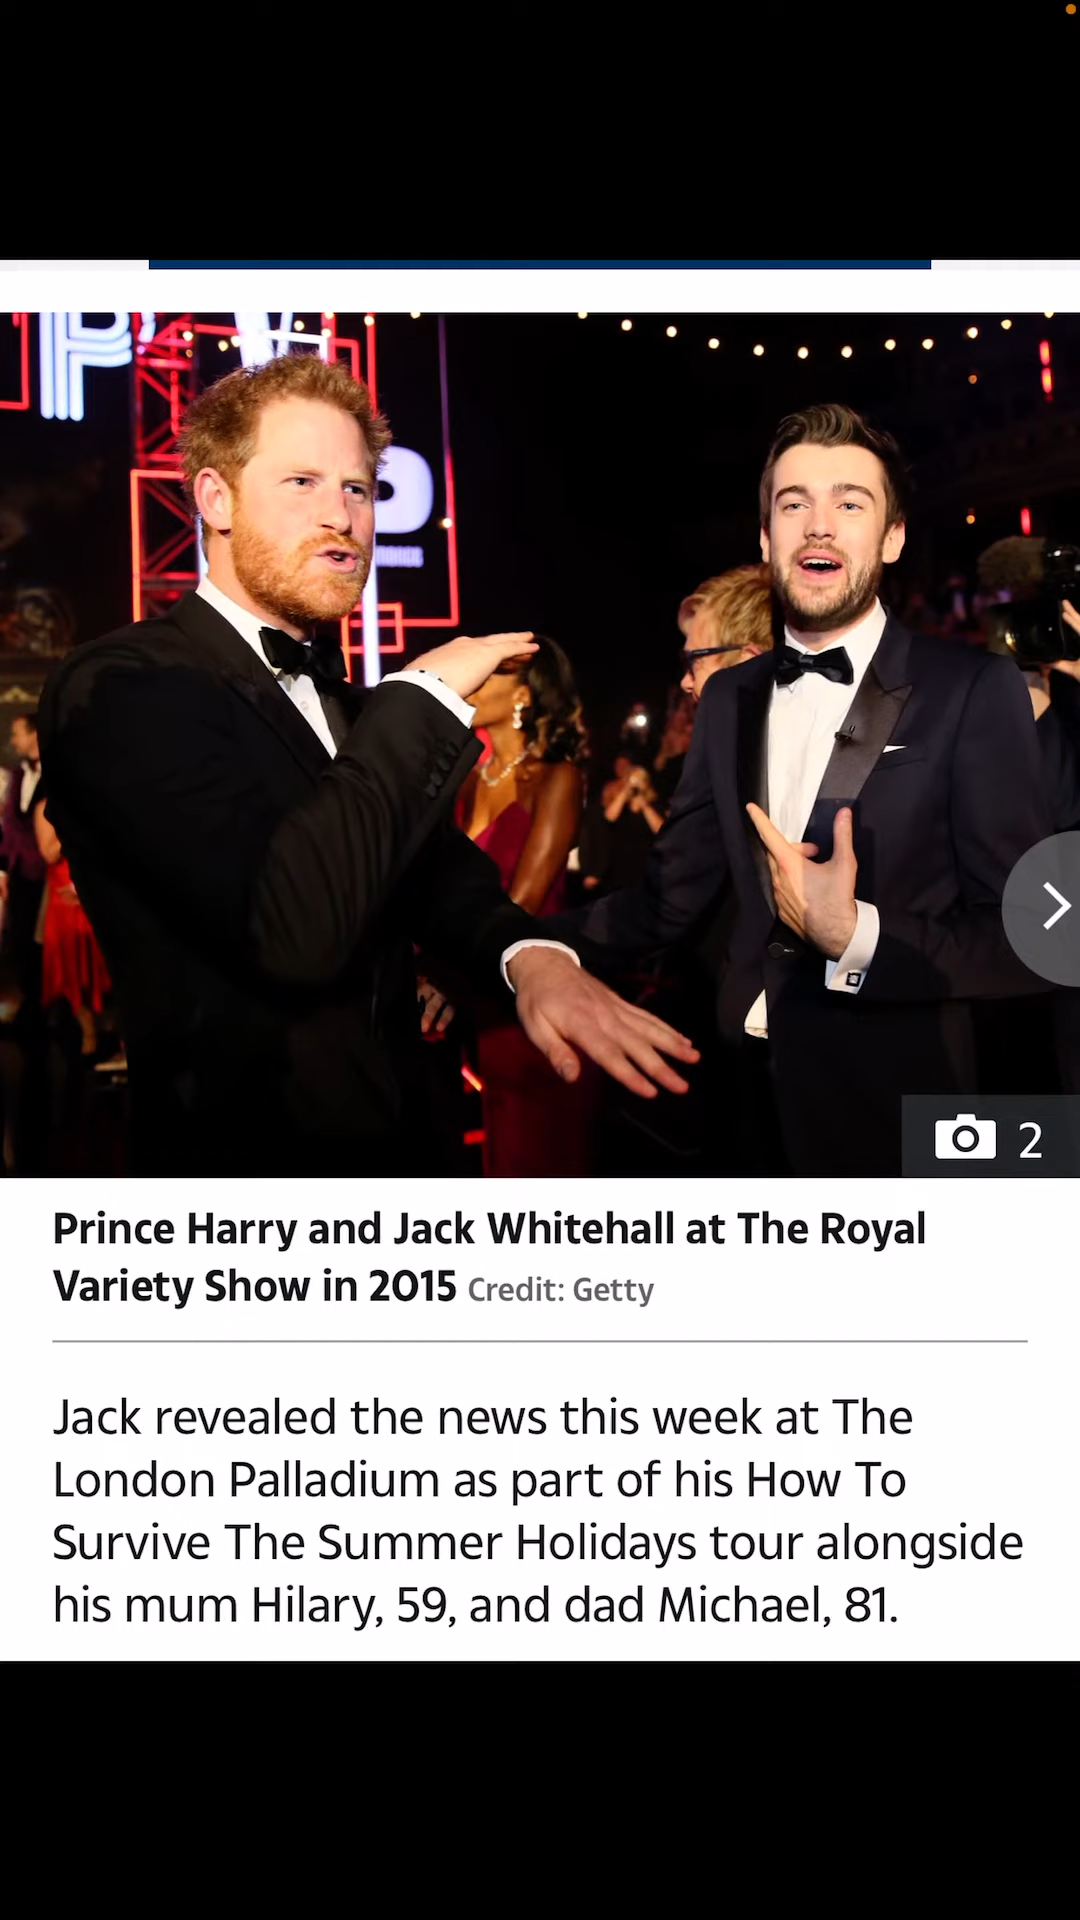 P V
P
Prince Harry and Jack Whitehall at The Royal
Variety Show in 2015 Credit: Getty
2
Jack revealed the news this week at The
London Palladium as part of his How To
Survive The Summer Holidays tour alongside
his mum Hilary, 59, and dad Michael, 81.